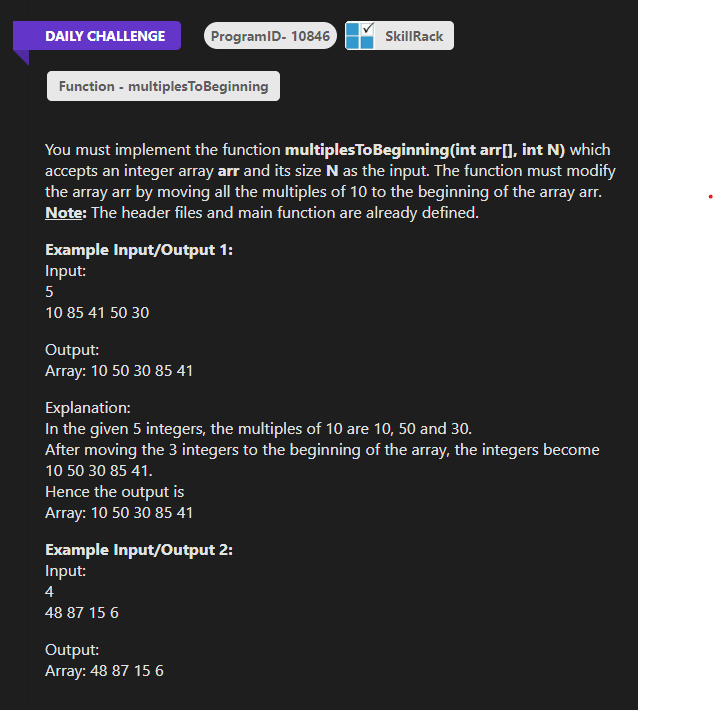 DAILY CHALLENGE
ProgramID- 10846
SkillRack
Function - multiplesToBeginning
You must implement the function multiplesToBeginning(int arr[], int N) which
accepts an integer array arr and its size N as the input. The function must modify
the array arr by moving all the multiples of 10 to the beginning of the array arr.
Note: The header files and main function are already defined.
Example Input/Output 1:
Input:
5
10 85 41 50 30
Output:
Array: 10 50 30 85 41
Explanation:
In the given 5 integers, the multiples of 10 are 10, 50 and 30.
After moving the 3 integers to the beginning of the array, the integers become
10 50 30 85 41.
Hence the output is
Array: 10 50 30 85 41
Example Input/Output 2:
Input:
4
48 87 15 6
Output:
Array: 48 87 15 6